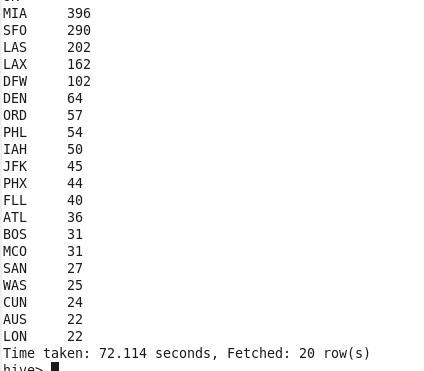 MIA 396
SFO 290
LAS 202
LAX 162
DFW 102
DEN 64
ORD 57
PHL 54
IAH 50
JFK 45
PHX 44
FLL 40
ATL 36
BOS 31
MCO 31
SAN 27
WAS 25
CUN 24
AUS 22
LON 22
Time taken: 72.114 seconds, Fetched: 20 row(s)
hive>